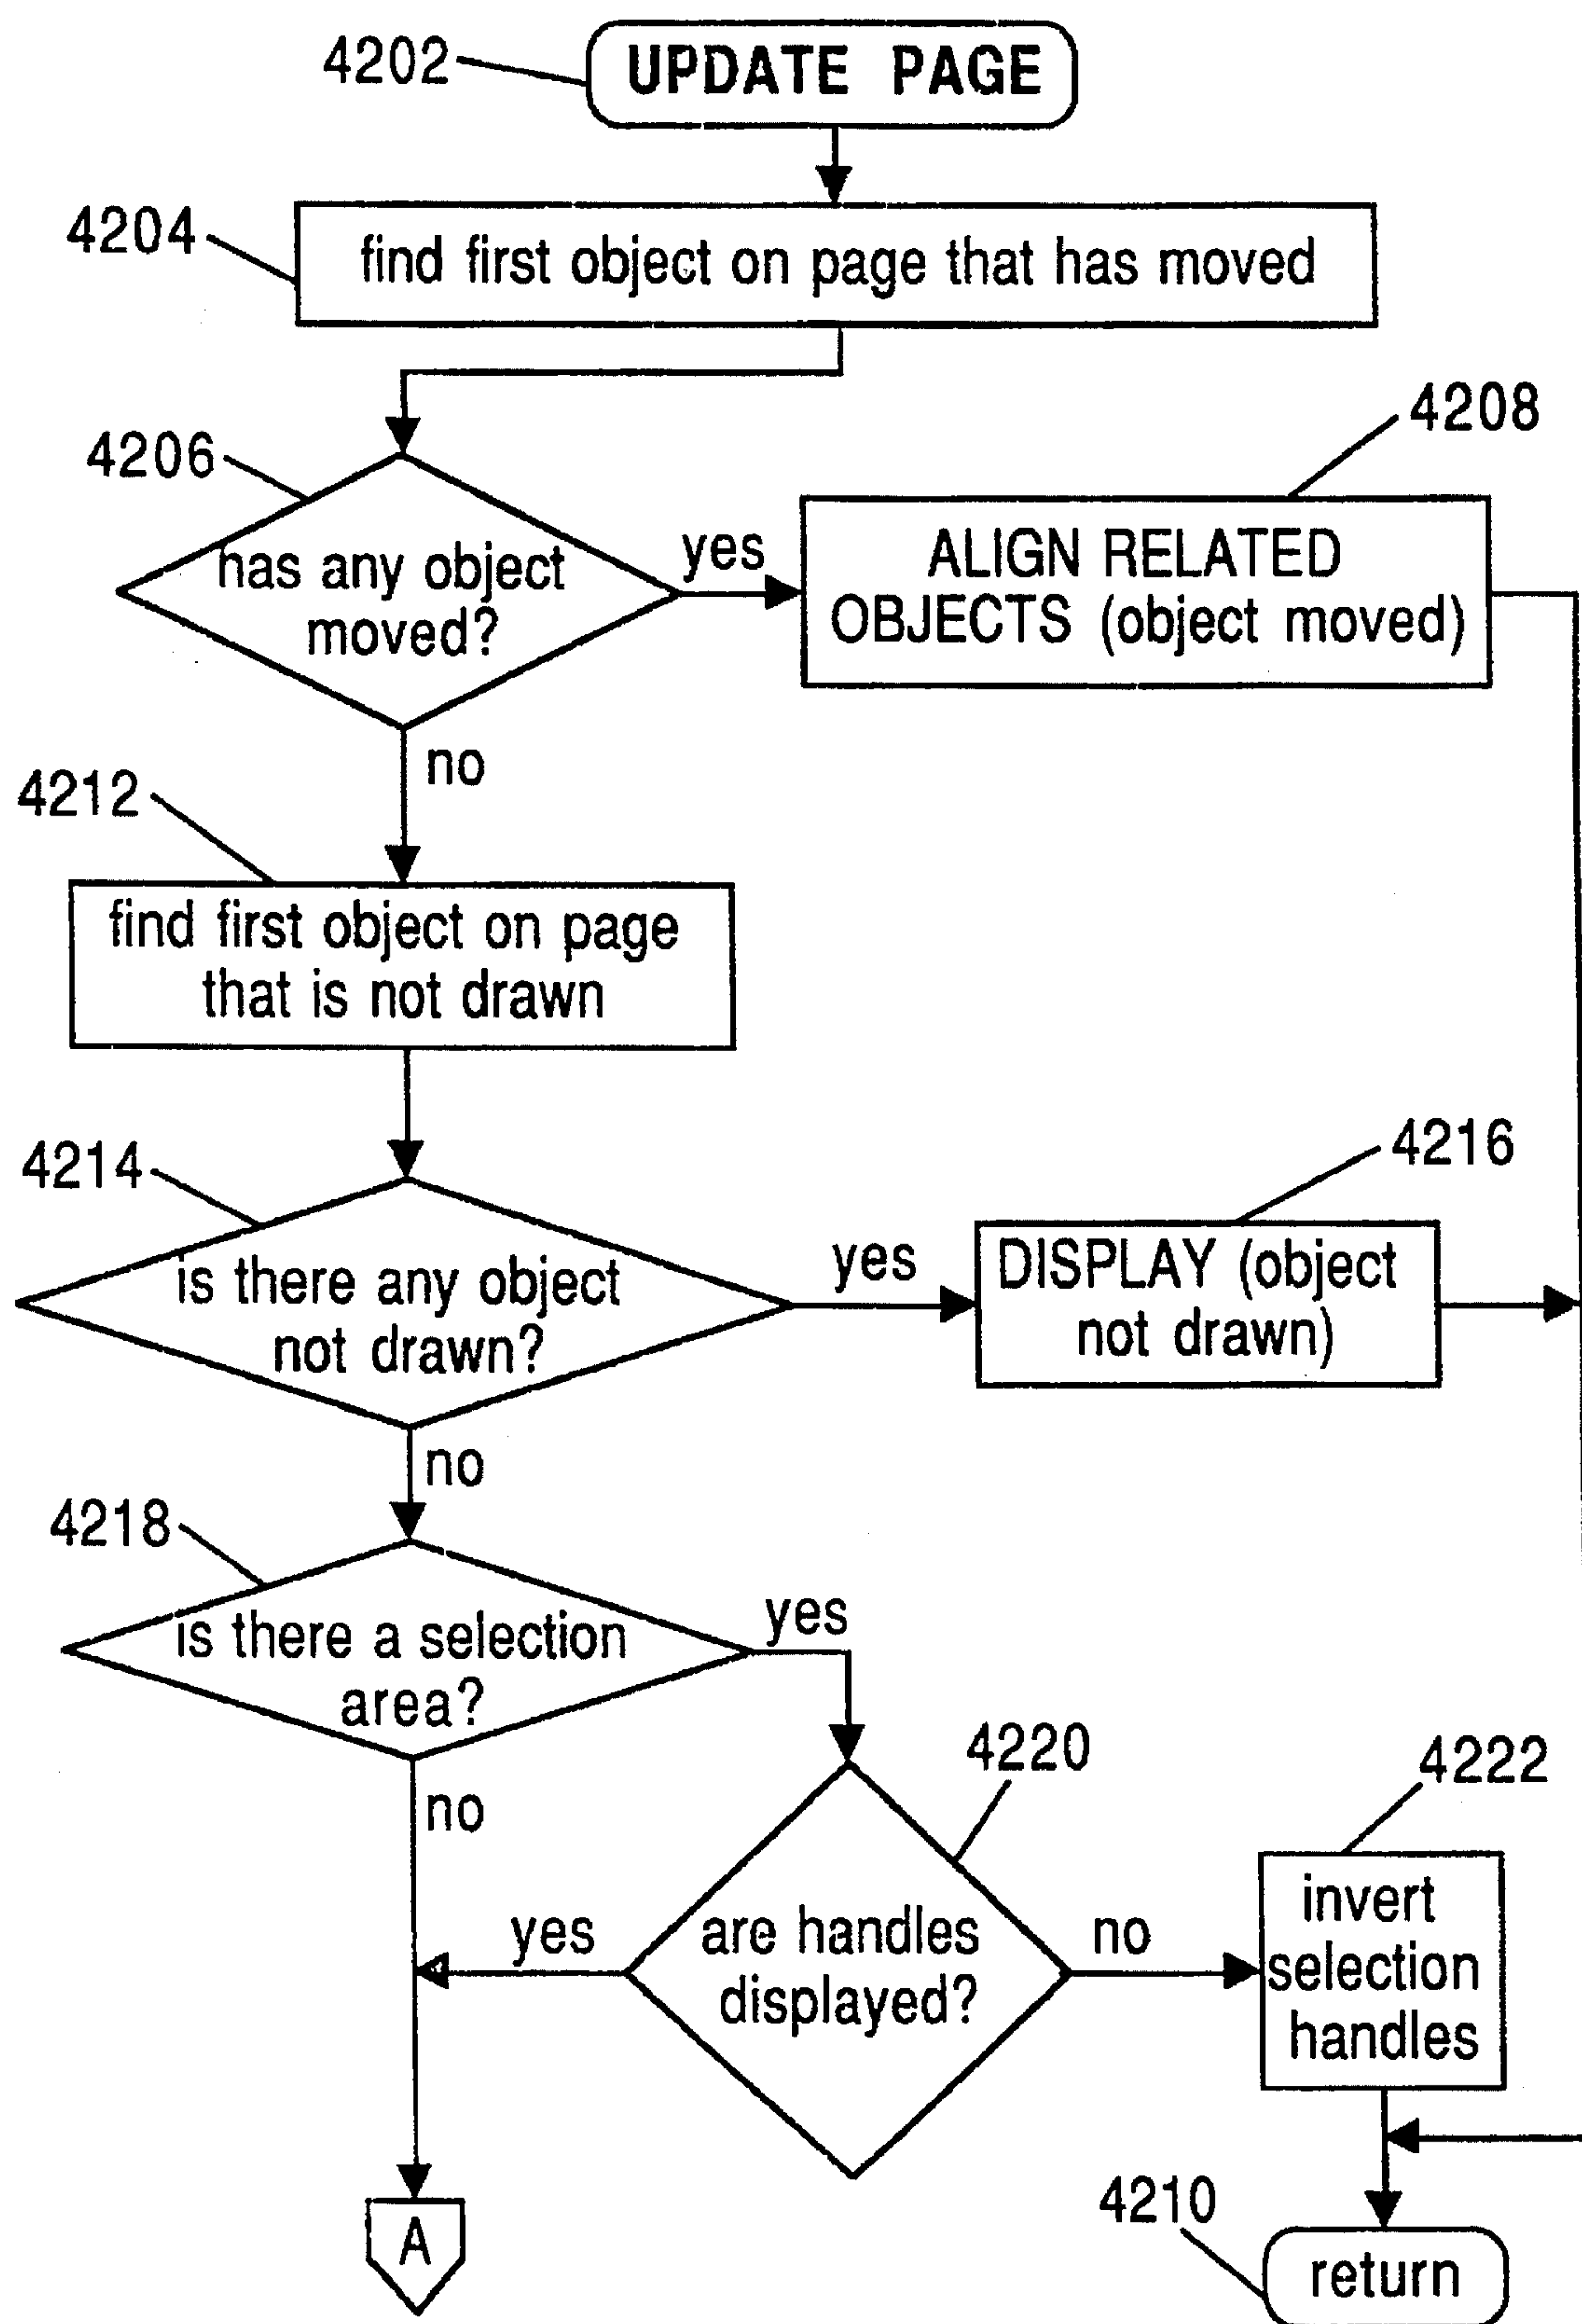 4202
UPDATE PAGE
4204
find first object on page that has moved
4206
4208
has any object
moved?
yes
ALIGN RELATED
OBJECTS (object moved)
no
4212
find first object on page
that is not drawn
4214
4216
is there any object
not drawn?
yes
DISPLAY (object
not drawn)
no
4218
is there a selection
area?
yes
no
4220
4222
yes
are handles
displayed?
no
invert
selection
handles
A
4210
return